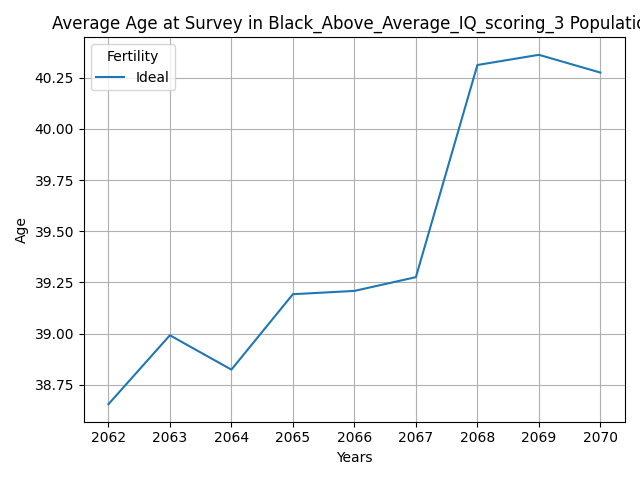 Average Age at Survey in Black_Above_Average_IQ_scoring_3 Populatio
Fertility
Ideal
40.25
40.00
39.75
39.50
39.25
39.00
38.75
Age
2062 2063 2064 2065 2066 2067 2068 2069 2070
Years